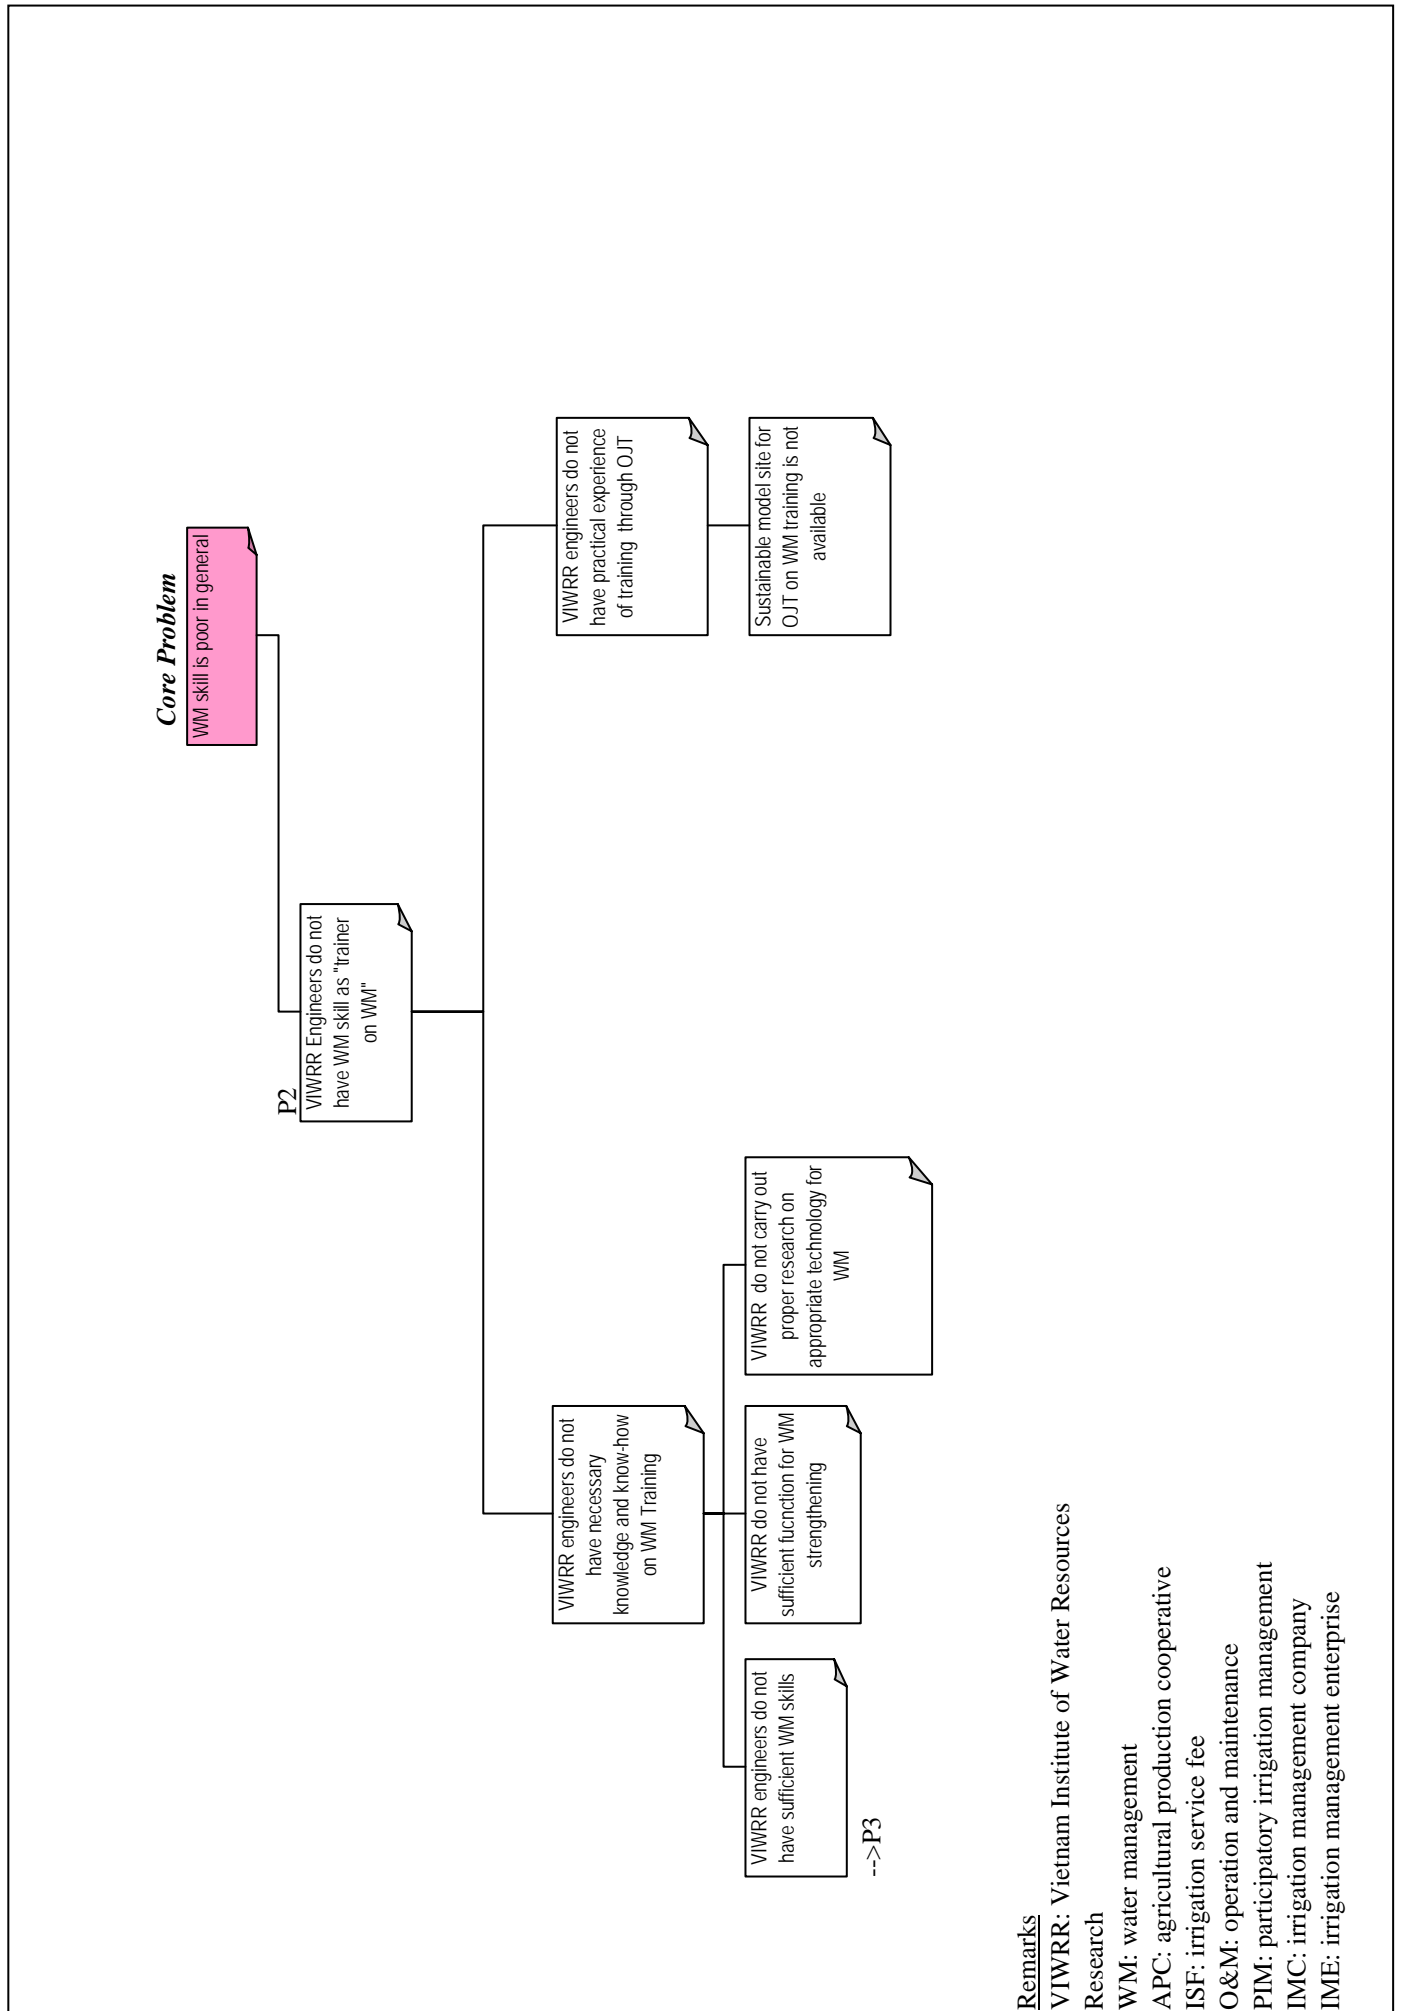 Core Problem
WM skill is poor in general
P2
VIWRR Engineers do not
have WM skill as "trainer
on WM"
VIWRR engineers do not
have necessary
knowledge and know-how
on WM Training
VIWRR engineers do not
have practical experience
of training through OJT
VIWRR engineers do not
have sufficient WM skills
-->P3
VIWRR do not have
sufficient fucnction for WM
strengthening
VIWRR do not carry out
proper research on
appropriate technology for
WM
Sustainable model site for
OJT on WM training is not
available
Remarks
VIWRR: Vietnam Institute of Water Resources
Research
WM: water management
APC: agricultural production cooperative
ISF: irrigation service fee
O&M: operation and maintenance
PIM: participatory irrigation management
IMC: irrigation management company
IME: irrigation management enterprise